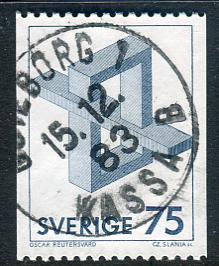 GÖTEBORG 1
15.12.83
KASSA B
SVERIGE 75
OSCAR REUTERSVÄRD CZ. SLANIA sc.